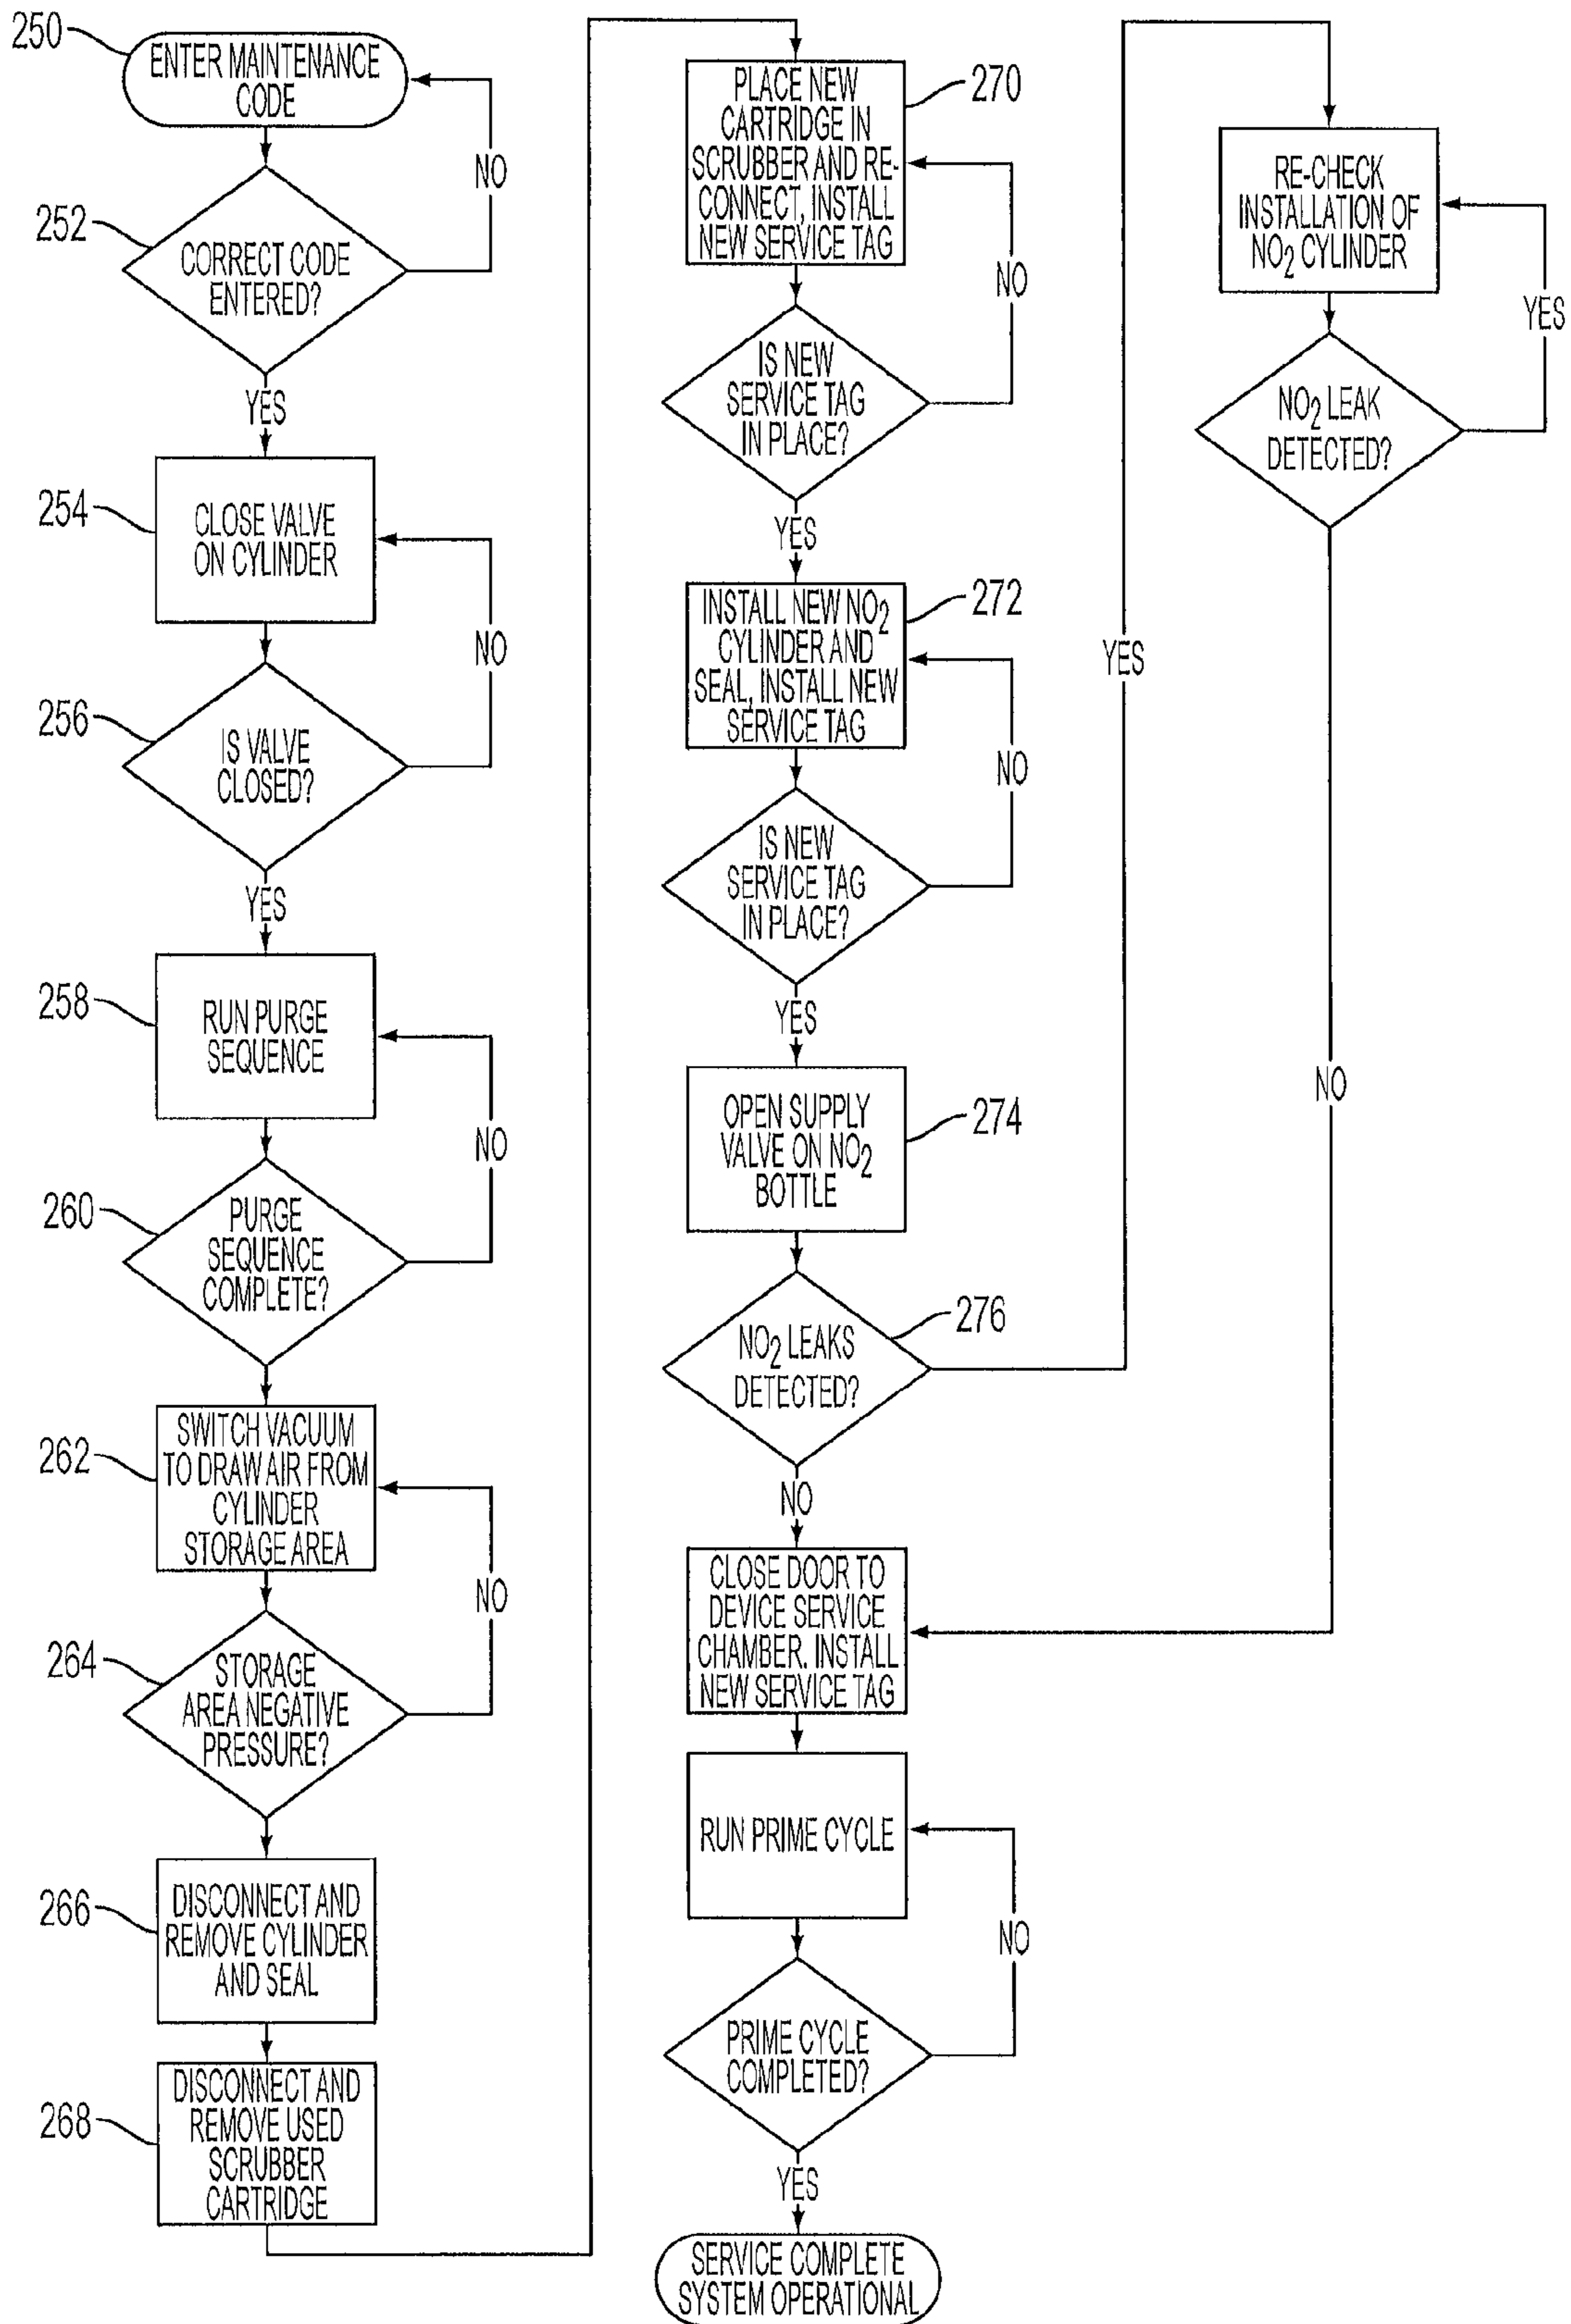 250
ENTER MAINTENANCE
CODE
NO
252
CORRECT CODE
ENTERED?
YES
254
CLOSE VALVE
ON CYLINDER
NO
256
IS VALVE
CLOSED?
YES
258
RUN PURGE
SEQUENCE
NO
260
PURGE
SEQUENCE
COMPLETE?
262
SWITCH VACUUM
TO DRAW AIR FROM
CYLINDER
STORAGE AREA
NO
264
STORAGE
AREA NEGATIVE
PRESSURE?
266
DISCONNECT AND
REMOVE CYLINDER
AND SEAL
268
DISCONNECT AND
REMOVE USED
SCRUBBER
CARTRIDGE
270
PLACE NEW
CARTRIDGE IN
SCRUBBER AND RE-
CONNECT, INSTALL
NEW SERVICE TAG
NO
IS NEW
SERVICE TAG
IN PLACE?
YES
272
INSTALL NEW NO₂
CYLINDER AND
SEAL, INSTALL NEW
SERVICE TAG
NO
IS NEW
SERVICE TAG
IN PLACE?
YES
274
OPEN SUPPLY
VALVE ON NO₂
BOTTLE
276
NO₂ LEAKS
DETECTED?
YES
NO
CLOSE DOOR TO
DEVICE SERVICE
CHAMBER. INSTALL
NEW SERVICE TAG
RUN PRIME CYCLE
NO
PRIME CYCLE
COMPLETED?
YES
SERVICE COMPLETE
SYSTEM OPERATIONAL
RE-CHECK
INSTALLATION OF
NO₂ CYLINDER
YES
NO₂ LEAK
DETECTED?
NO